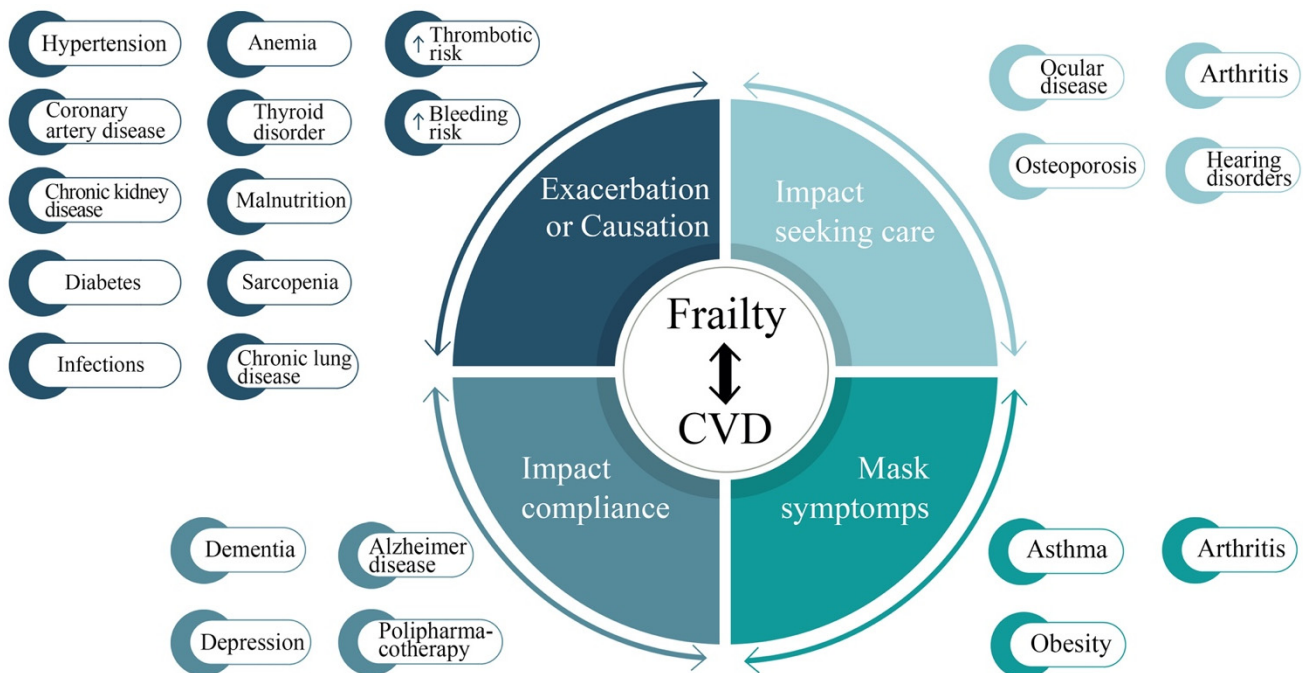 Hypertension
Anemia
↑ Thrombotic
risk
Coronary
artery disease
Thyroid
disorder
↑ Bleeding
risk
Chronic kidney
disease
Malnutrition
Diabetes
Sarcopenia
Infections
Chronic lung
disease
Exacerbation
or Causation
Impact
seeking care
Ocular
disease
Arthritis
Osteoporosis
Hearing
disorders
Frailty
CVD
Impact
compliance
Mask
symptomps
Dementia
Alzheimer
disease
Depression
Polipharma-
cotherapy
Asthma
Arthritis
Obesity